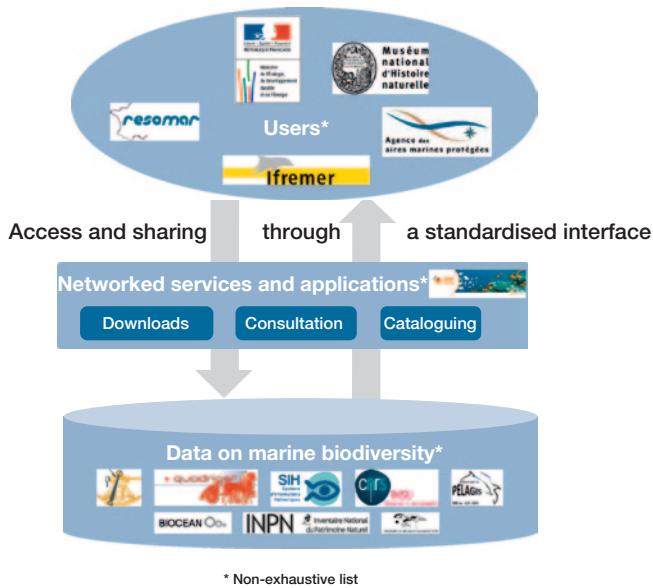 RÉPUBLIQUE FRANÇAISE
Muséum
national
d'Histoire
naturelle
resomar
Users*
Agence des
aires marines protégées
Ifremer
Access and sharing through a standardised interface
Networked services and applications*
Downloads Consultation Cataloguing
Data on marine biodiversity*
SIH
PELAGIS
BIOCEAN
INPN Inventaire National
du Patrimoine Naturel
* Non-exhaustive list